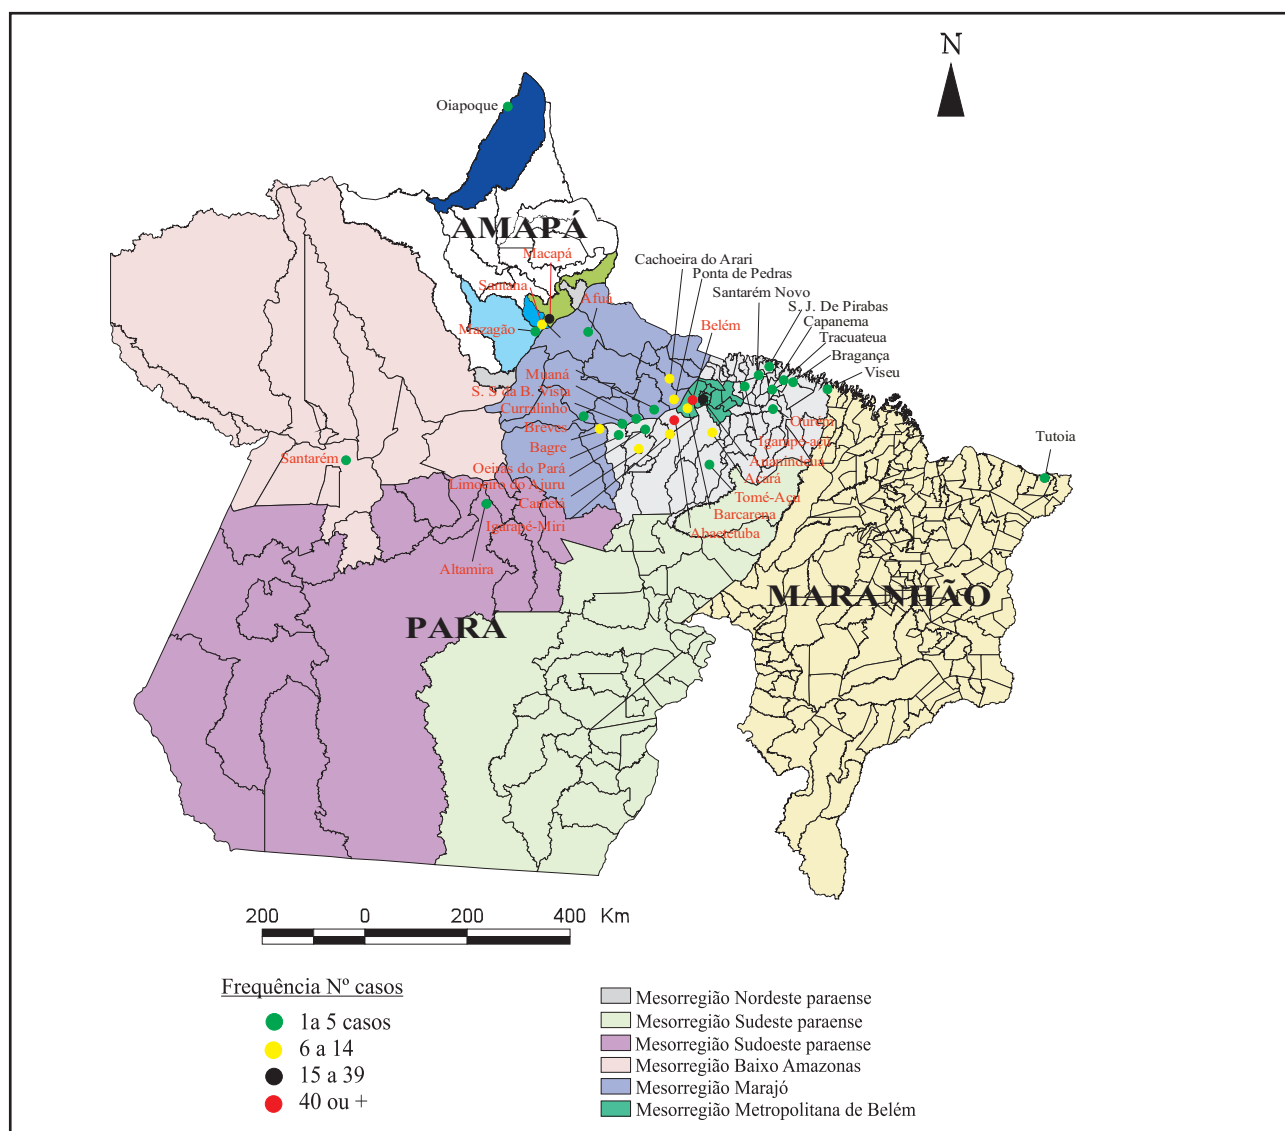 N
Oiapoque
AMAPÁ
Macapá
Santana
Afuá
Mazagão
Cachoeira do Arari
Ponta de Pedras
Santarém Novo
S. J. De Pirabas
Capanema
Tracuateua
Bragança
Viseu
Belém
Muaná
S. S da B. Vista
Curralinho
Breves
Bagre
Oeiras do Pará
Limoeiro do Ajuru
Cametá
Igarapé-Miri
Ourém
Igarapé-açu
Ananindeua
Acará
Tomé-Açu
Barcarena
Abaetetuba
Santarém
Altamira
Tutoia
PARÁ
MARANHÃO
200 0 200 400 Km
Frequência Nº casos
1a 5 casos
6 a 14
15 a 39
40 ou +
Mesorregião Nordeste paraense
Mesorregião Sudeste paraense
Mesorregião Sudoeste paraense
Mesorregião Baixo Amazonas
Mesorregião Marajó
Mesorregião Metropolitana de Belém